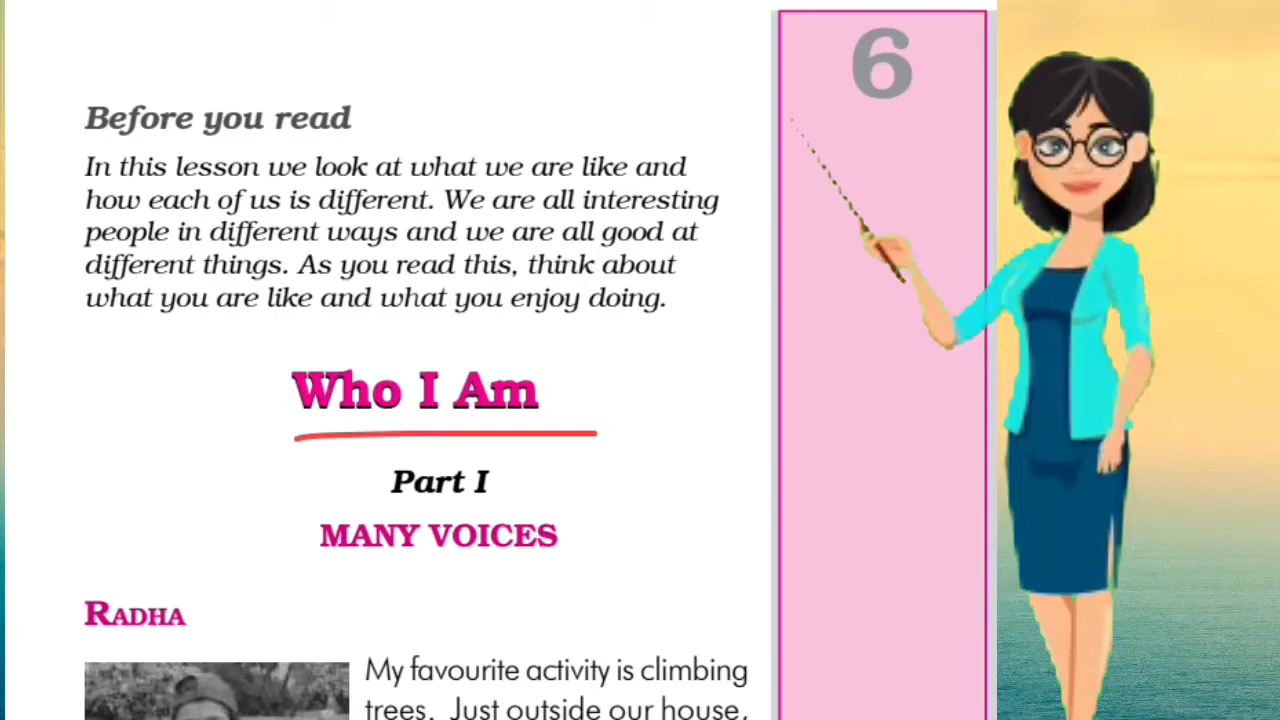 6
Before you read
In this lesson we look at what we are like and
how each of us is different. We are all interesting
people in different ways and we are all good at
different things. As you read this, think about
what you are like and what you enjoy doing.
Who I Am
Part I
MANY VOICES
RADHA
My favourite activity is climbing
trees. Just outside our house,